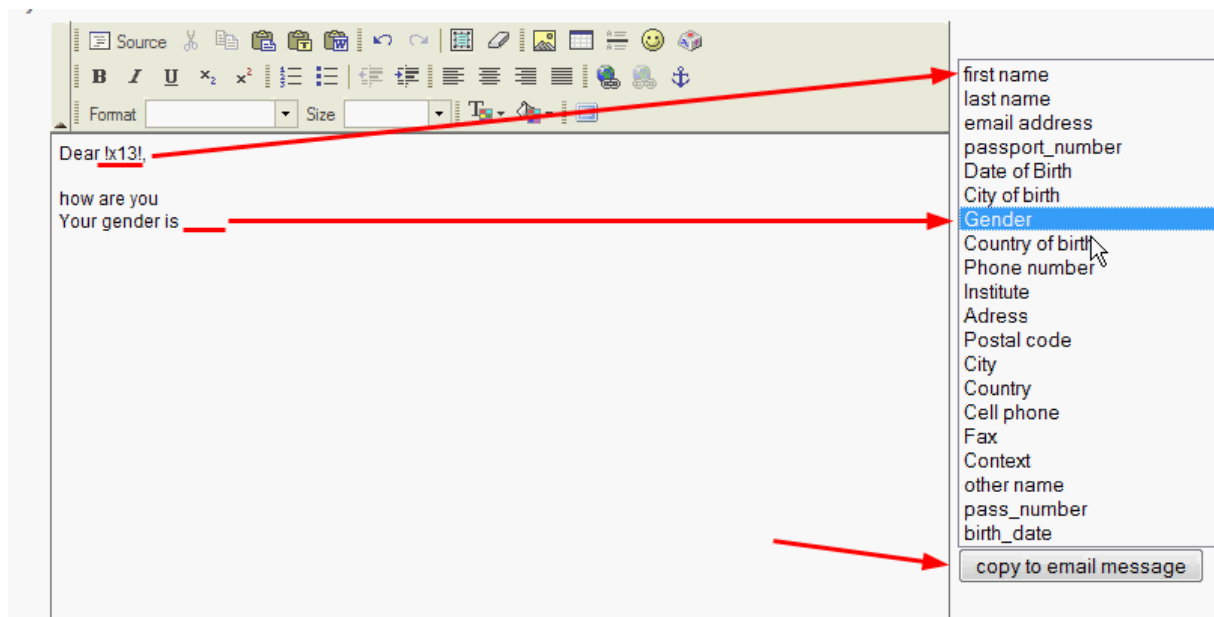 Source
B I U x₂ x²
Format Size
Dear !x13!,
how are you
Your gender is
first name
last name
email address
passport_number
Date of Birth
City of birth
Gender
Country of birth
Phone number
Institute
Adress
Postal code
City
Country
Cell phone
Fax
Context
other name
pass_number
birth_date
copy to email message